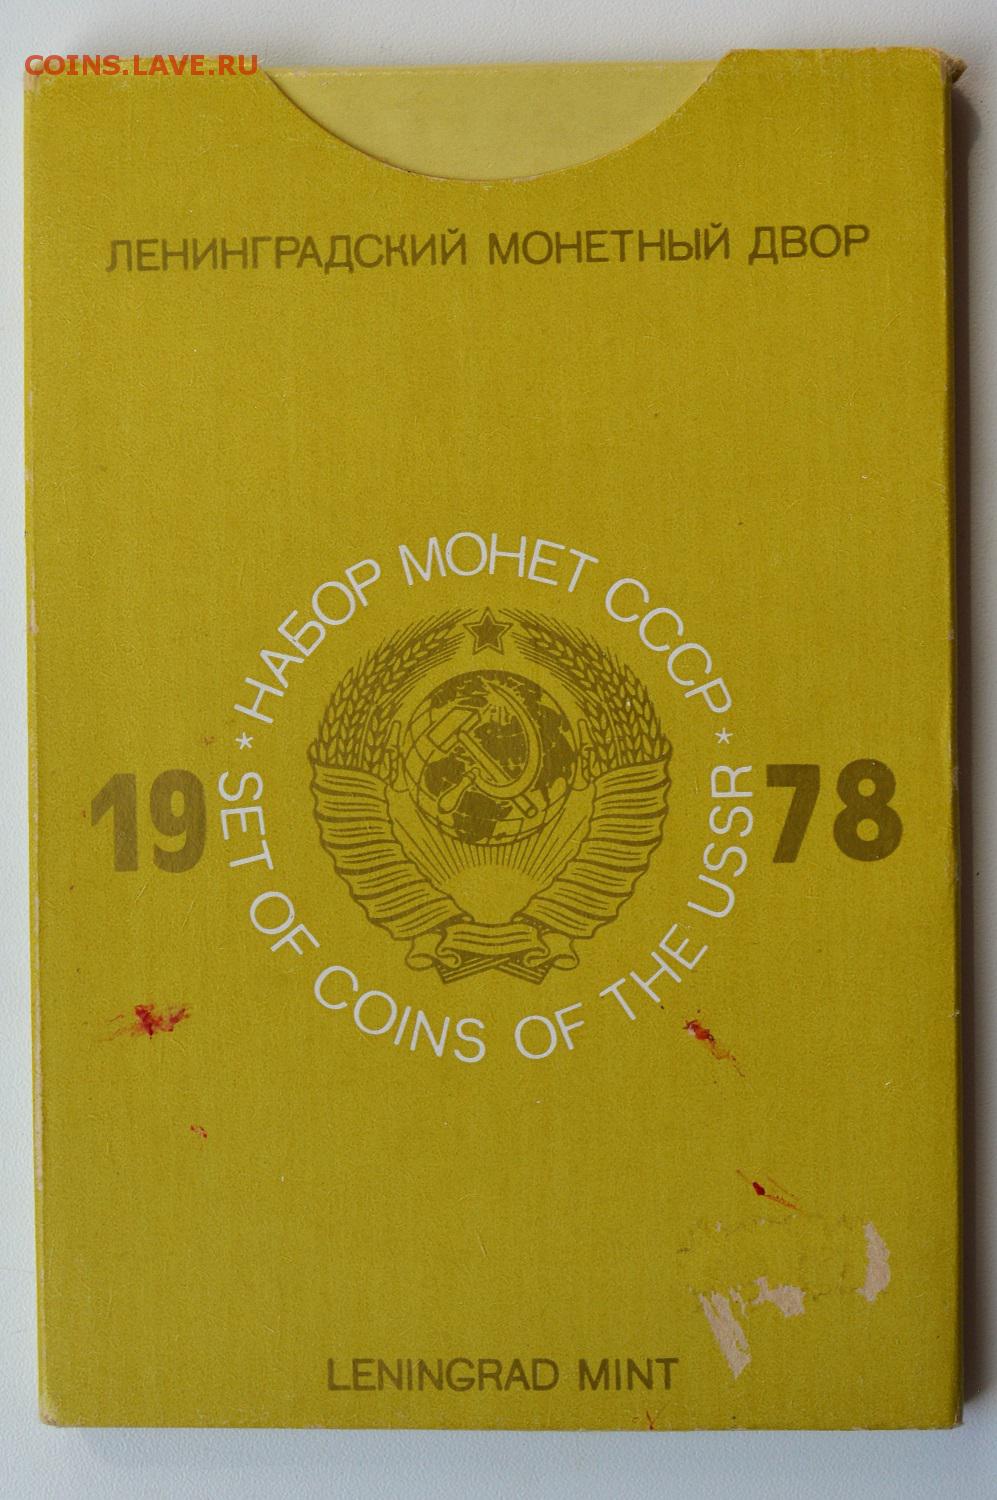 COINS.LAVE.RU
ЛЕНИНГРАДСКИЙ МОНЕТНЫЙ ДВОР
* НАБОР МОНЕТ СССР *
19 78
SET OF COINS OF THE USSR
LENINGRAD MINT